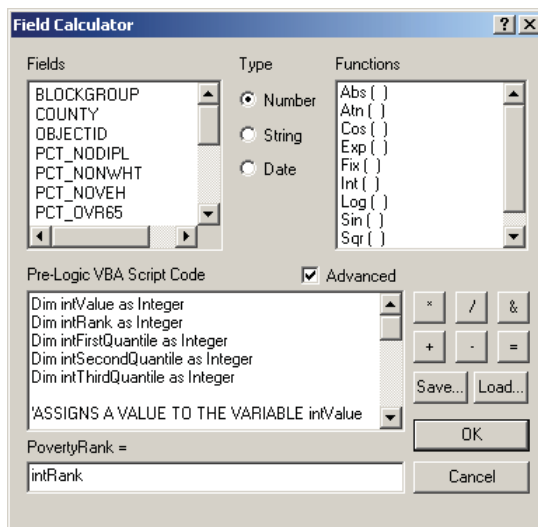 Field Calculator
Fields
Type
Functions
BLOCKGROUP
COUNTY
OBJECTID
PCT_NODIPL
PCT_NONWHT
PCT_NOVEH
PCT_OVR65
Number
String
Date
Abs ( )
Atn ( )
Cos ( )
Exp ( )
Fix ( )
Int ( )
Log ( )
Sin ( )
Sqr ( )
Pre-Logic VBA Script Code
Advanced
Dim intValue as Integer
Dim intRank as Integer
Dim intFirstQuantile as Integer
Dim intSecondQuantile as Integer
Dim intThirdQuantile as Integer
'ASSIGNS A VALUE TO THE VARIABLE intValue
* / &
+ - =
Save... Load...
OK
PovertyRank =
intRank
Cancel